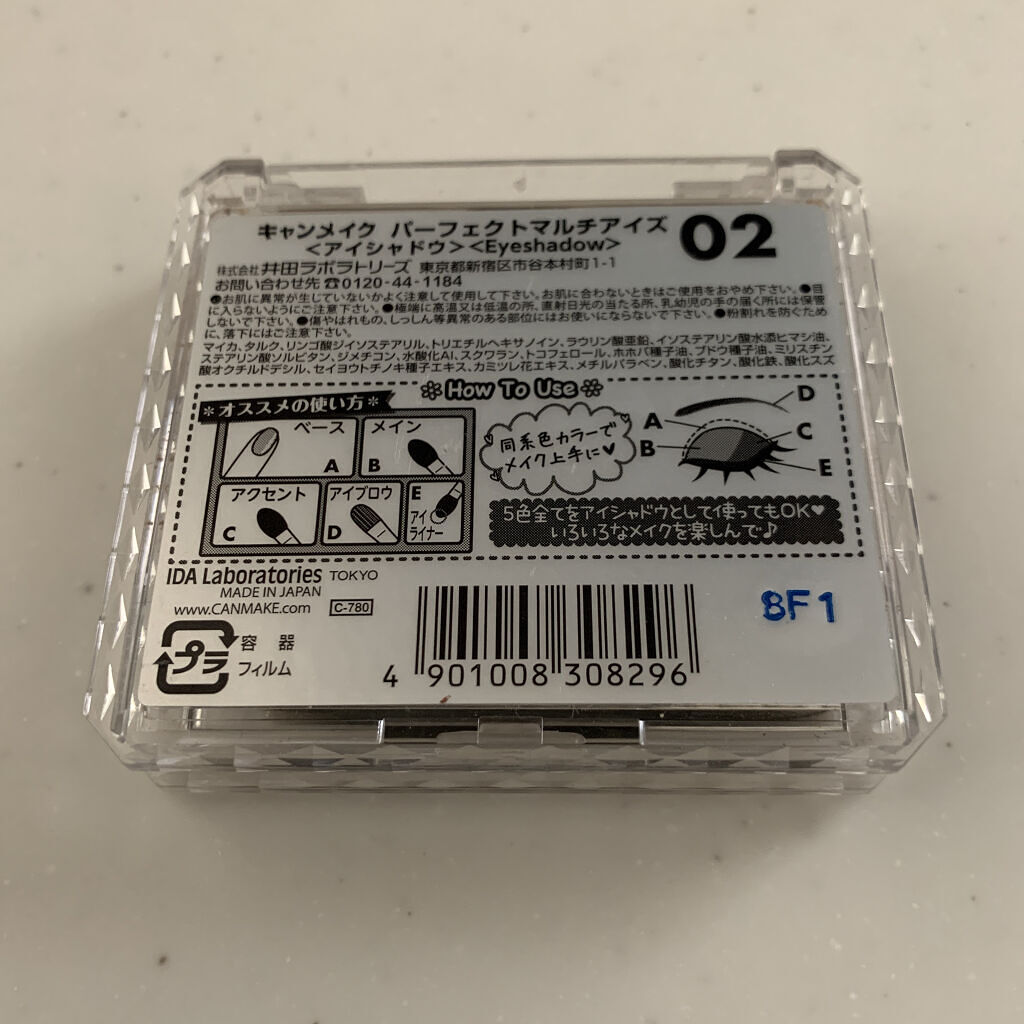 キャンメイク パーフェクトマルチアイズ 02
<アイシャドウ><Eyeshadow>
株式会社 井田ラボラトリーズ 東京都新宿区市谷本村町1-1
お問い合わせ先 ☎0120-44-1184
●お肌に異常が生じていないかよく注意して使用して下さい。お肌に合わないときはご使用をおやめ下さい。●目
に入らないようにご注意下さい。●極端に高温又は低温の所、直射日光の当たる所、乳幼児の手の届く所には保管
しないで下さい。●傷やはれもの、しっしん等異常のある部位にはお使いにならないで下さい。●粉割れを防ぐため
に、落下にはご注意下さい。
マイカ、タルク、リンゴ酸ジイソステアリル、トリエチルヘキサノイン、ラウリン酸亜鉛、イソステアリン酸水添ヒマシ油、
ステアリン酸ソルビタン、ジメチコン、水酸化Al、スクワラン、トコフェロール、ホホバ種子油、ブドウ種子油、ミリスチン
酸オクチルドデシル、セイヨウトチノキ種子エキス、カミツレ花エキス、メチルパラベン、酸化チタン、酸化鉄、酸化スズ
How To Use
オススメの使い方
ベース A
メイン B
アクセント C
アイブロウ D
E アイライナー
同系色カラーで
メイク上手に♥
A
B
D
C
E
5色全てをアイシャドウとして使ってもOK♥
いろいろなメイクを楽しんで♪
IDA Laboratories TOKYO
MADE IN JAPAN
www.CANMAKE.com C-780
プラ
容器
フィルム
4 901008 308296
8F1